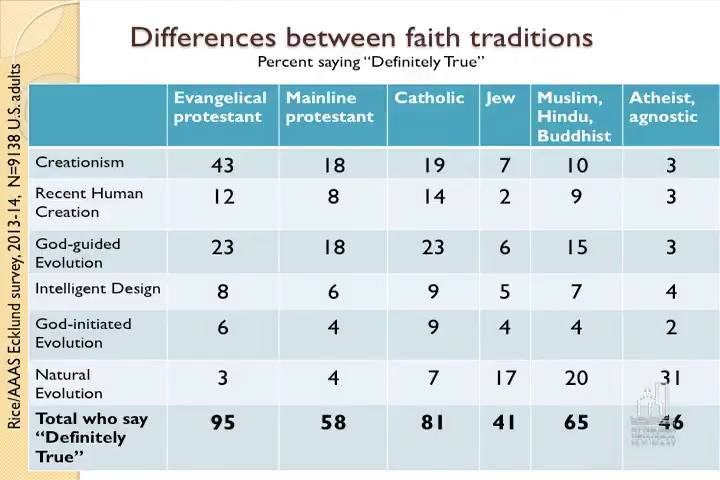 Differences between faith traditions
Percent saying “Definitely True”
Rice/AAAS Ecklund survey, 2013-14, N=9138 U.S. adults
Evangelical protestant Mainline protestant Catholic Jew Muslim, Hindu, Buddhist Atheist, agnostic
Creationism 43 18 19 7 10 3
Recent Human Creation 12 8 14 2 9 3
God-guided Evolution 23 18 23 6 15 3
Intelligent Design 8 6 9 5 7 4
God-initiated Evolution 6 4 9 4 4 2
Natural Evolution 3 4 7 17 20 31
Total who say “Definitely True” 95 58 81 41 65 46